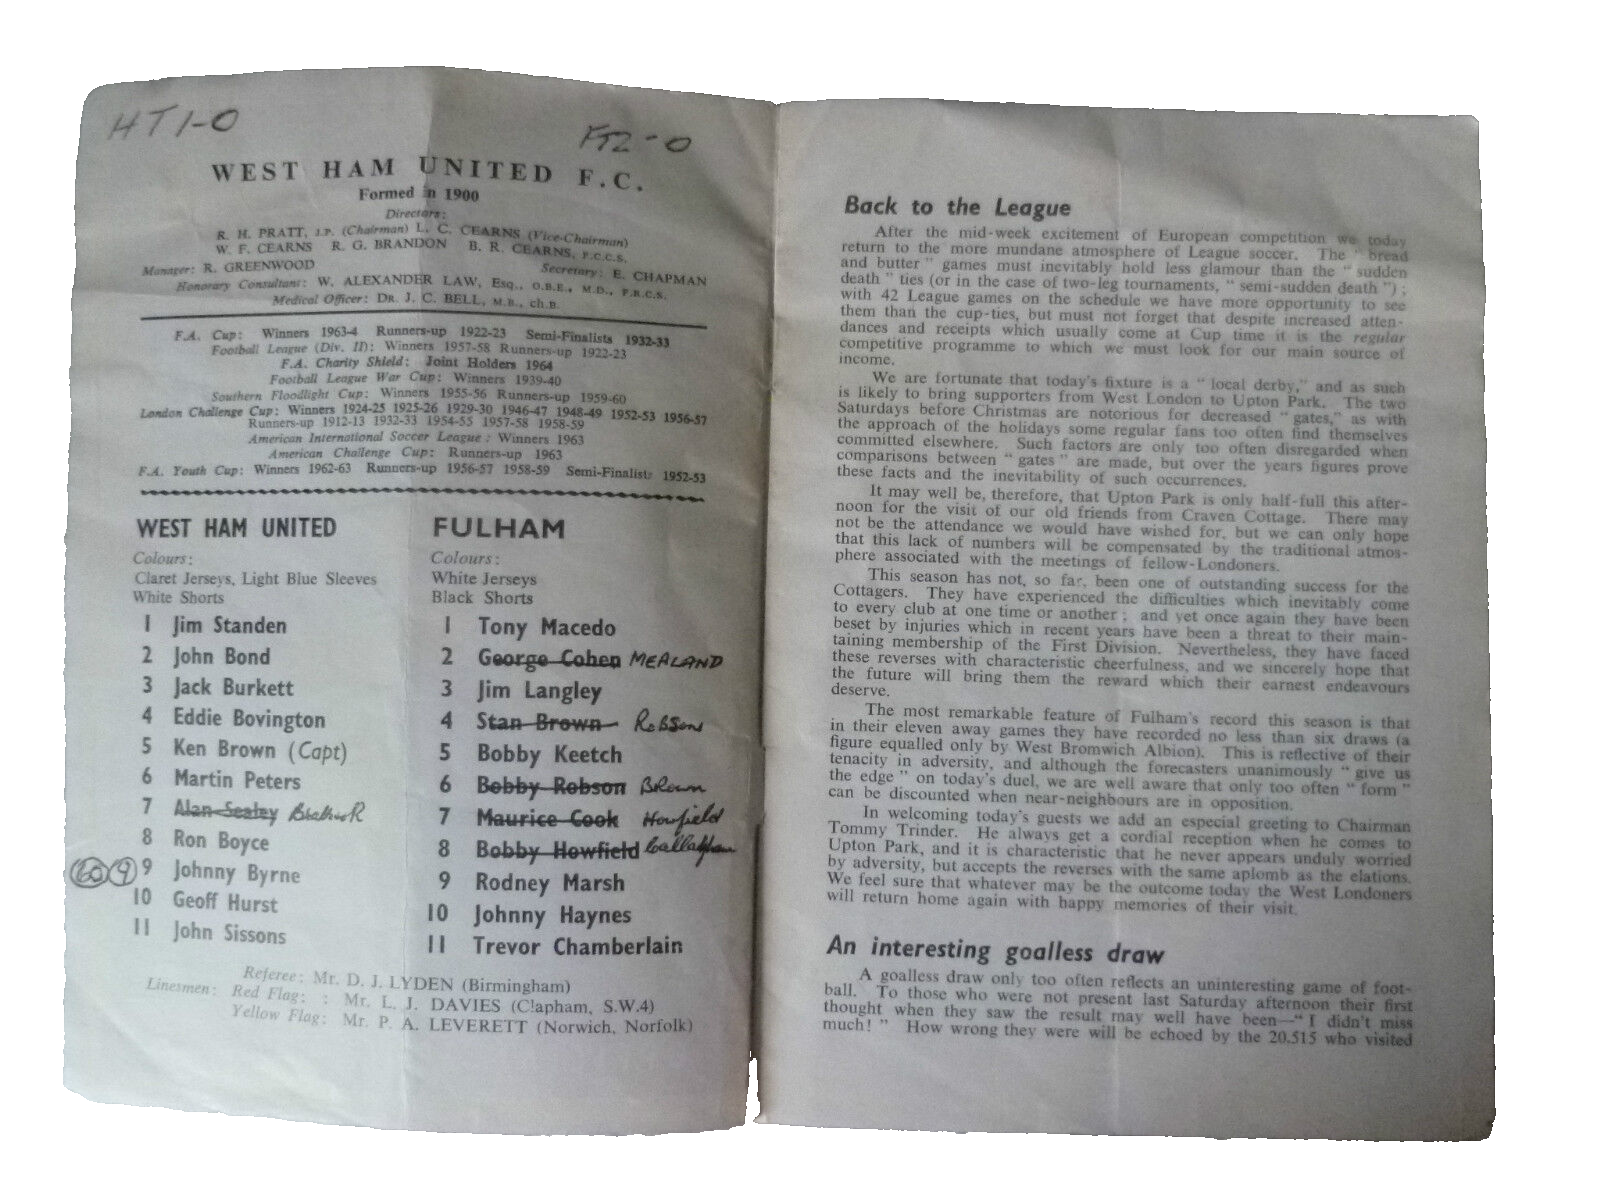 HT 1-0
FT 2-0
WEST HAM UNITED F.C.
Formed in 1900
Directors:
R. H. PRATT, J.P. (Chairman) L. C. CEARNS (Vice-Chairman)
W. F. CEARNS R. G. BRANDON B. R. CEARNS, F.C.C.S.
Manager: R. GREENWOOD Secretary: E. CHAPMAN
Honorary Consultant: W. ALEXANDER LAW, Esq., O.B.E., M.D., F.R.C.S.
Medical Officer: DR. J. C. BELL, M.B., ch.B.
F.A. Cup: Winners 1963-4 Runners-up 1922-23 Semi-Finalists 1932-33
Football League (Div. II): Winners 1957-58 Runners-up 1922-23
F.A. Charity Shield: Joint Holders 1964
Football League War Cup: Winners 1939-40
Southern Floodlight Cup: Winners 1955-56 Runners-up 1959-60
London Challenge Cup: Winners 1924-25 1925-26 1929-30 1946-47 1948-49 1952-53 1956-57
Runners-up 1912-13 1932-33 1954-55 1957-58 1958-59
American International Soccer League: Winners 1963
American Challenge Cup: Runners-up 1963
F.A. Youth Cup: Winners 1962-63 Runners-up 1956-57 1958-59 Semi-Finalists 1952-53
WEST HAM UNITED
Colours:
Claret Jerseys, Light Blue Sleeves
White Shorts
1 Jim Standen
2 John Bond
3 Jack Burkett
4 Eddie Bovington
5 Ken Brown (Capt)
6 Martin Peters
7 Alan Sealey
8 Ron Boyce
9 9 Johnny Byrne
10 Geoff Hurst
11 John Sissons
FULHAM
Colours:
White Jerseys
Black Shorts
1 Tony Macedo
2 George Cohen MEALAND
3 Jim Langley
4 Stan Brown Robson
5 Bobby Keetch
6 Bobby Robson Brown
7 Maurice Cook Howfield
8 Bobby Howfield Callaghan
9 Rodney Marsh
10 Johnny Haynes
11 Trevor Chamberlain
Referee: Mr. D. J. LYDEN (Birmingham)
Linesmen: Red Flag: : Mr. L. J. DAVIES (Clapham, S.W.4)
Yellow Flag: Mr. P. A. LEVERETT (Norwich, Norfolk)
Back to the League
After the mid-week excitement of European competition we today
return to the more mundane atmosphere of League soccer. The "bread
and butter" games must inevitably hold less glamour than the "sudden
death" ties (or in the case of two-leg tournaments, "semi-sudden death");
with 42 League games on the schedule we have more opportunity to see
them than the cup-ties, but must not forget that despite increased atten-
dances and receipts which usually come at Cup time it is the regular
competitive programme to which we must look for our main source of
income.
We are fortunate that today's fixture is a "local derby," and as such
is likely to bring supporters from West London to Upton Park. The two
Saturdays before Christmas are notorious for decreased "gates," as with
the approach of the holidays some regular fans too often find themselves
committed elsewhere. Such factors are only too often disregarded when
comparisons between "gates" are made, but over the years figures prove
these facts and the inevitability of such occurrences.
It may well be, therefore, that Upton Park is only half-full this after-
noon for the visit of our old friends from Craven Cottage. There may
not be the attendance we would have wished for, but we can only hope
that this lack of numbers will be compensated by the traditional atmos-
phere associated with the meetings of fellow-Londoners.
This season has not, so far, been one of outstanding success for the
Cottagers. They have experienced the difficulties which inevitably come
to every club at one time or another; and yet once again they have been
beset by injuries which in recent years have been a threat to their main-
taining membership of the First Division. Nevertheless, they have faced
these reverses with characteristic cheerfulness, and we sincerely hope that
the future will bring them the reward which their earnest endeavours
deserve.
The most remarkable feature of Fulham's record this season is that
in their eleven away games they have recorded no less than six draws (a
figure equalled only by West Bromwich Albion). This is reflective of their
tenacity in adversity, and although the forecasters unanimously "give us
the edge" on today's duel, we are well aware that only too often "form"
can be discounted when near-neighbours are in opposition.
In welcoming today's guests we add an especial greeting to Chairman
Tommy Trinder. He always get a cordial reception when he comes to
Upton Park, and it is characteristic that he never appears unduly worried
by adversity, but accepts the reverses with the same aplomb as the elations.
We feel sure that whatever may be the outcome today the West Londoners
will return home again with happy memories of their visit.
An interesting goalless draw
A goalless draw only too often reflects an uninteresting game of foot-
ball. To those who were not present last Saturday afternoon their first
thought when they saw the result may well have been—"I didn't miss
much!" How wrong they were will be echoed by the 20,515 who visited